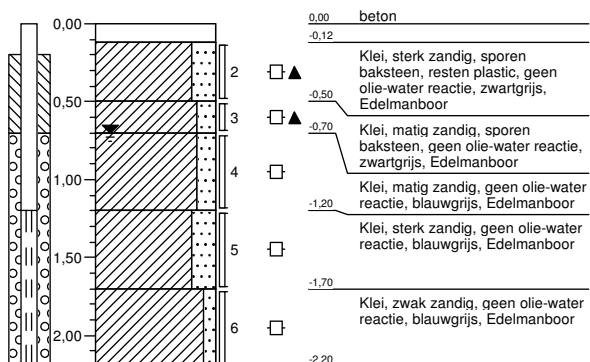 0,00
0,50
1,00
1,50
2,00
2
3
4
5
6
0,00 beton
-0,12
Klei, sterk zandig, sporen
baksteen, resten plastic, geen
olie-water reactie, zwartgrijs,
Edelmanboor
-0,50
Klei, matig zandig, sporen
baksteen, geen olie-water reactie,
zwartgrijs, Edelmanboor
-0,70
Klei, matig zandig, geen olie-water
reactie, blauwgrijs, Edelmanboor
-1,20
Klei, sterk zandig, geen olie-water
reactie, blauwgrijs, Edelmanboor
-1,70
Klei, zwak zandig, geen olie-water
reactie, blauwgrijs, Edelmanboor
-2,20